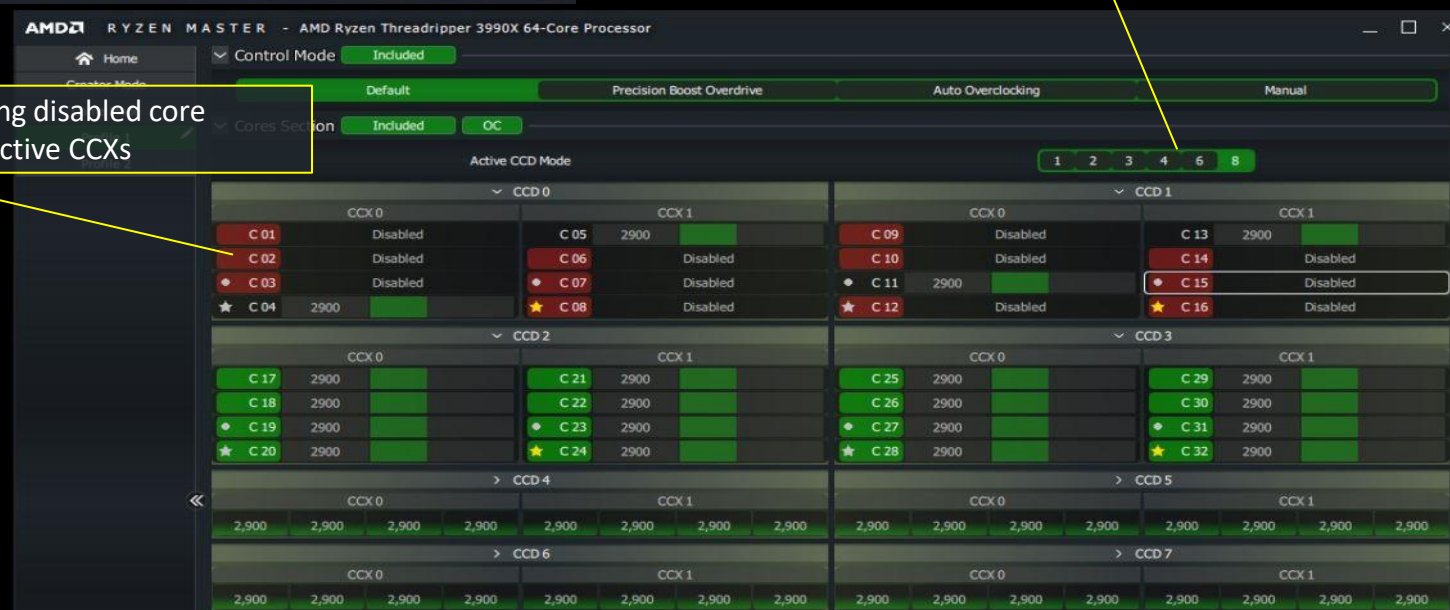 AMD RYZEN MASTER - AMD Ryzen Threadripper 3990X 64-Core Processor
Home
Control Mode Included
Creator Mode
Default Precision Boost Overdrive Auto Overclocking Manual
ng disabled core
ctive CCXs
Cores Section Included OC
Active CCD Mode 1 2 3 4 6 8
CCD 0 CCD 1
CCX 0 CCX 1 CCX 0 CCX 1
C 01 Disabled C 05 2900 C 09 Disabled C 13 2900
C 02 Disabled C 06 Disabled C 10 Disabled C 14 Disabled
C 03 Disabled C 07 Disabled C 11 2900 C 15 Disabled
C 04 2900 C 08 Disabled C 12 Disabled C 16 Disabled
CCD 2 CCD 3
CCX 0 CCX 1 CCX 0 CCX 1
C 17 2900 C 21 2900 C 25 2900 C 29 2900
C 18 2900 C 22 2900 C 26 2900 C 30 2900
C 19 2900 C 23 2900 C 27 2900 C 31 2900
C 20 2900 C 24 2900 C 28 2900 C 32 2900
CCD 4 CCD 5
CCX 0 CCX 1 CCX 0 CCX 1
2,900 2,900 2,900 2,900 2,900 2,900 2,900 2,900 2,900 2,900 2,900 2,900 2,900 2,900 2,900 2,900
CCD 6 CCD 7
CCX 0 CCX 1 CCX 0 CCX 1
2,900 2,900 2,900 2,900 2,900 2,900 2,900 2,900 2,900 2,900 2,900 2,900 2,900 2,900 2,900 2,900